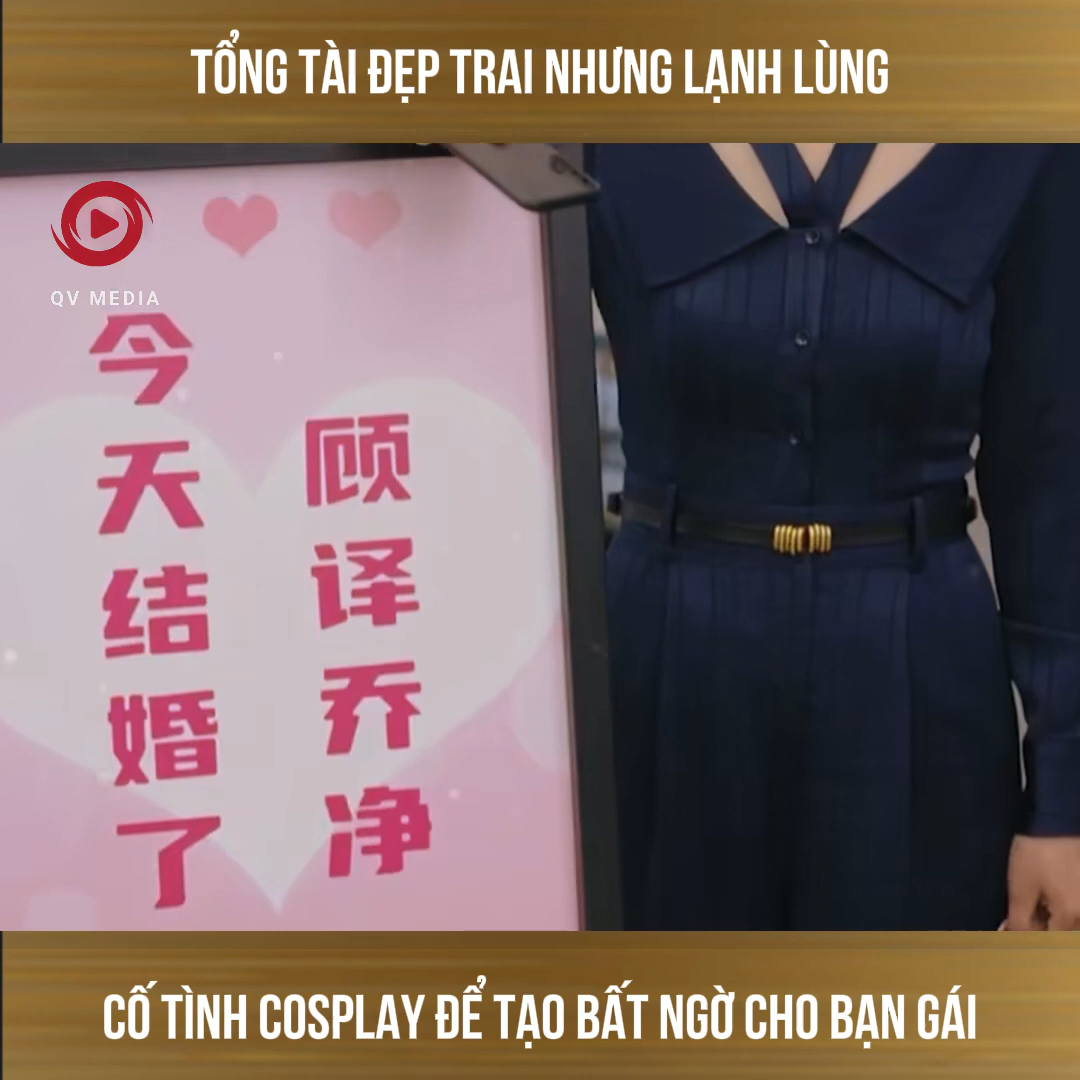 TỔNG TÀI ĐẸP TRAI NHƯNG LẠNH LÙNG
QV MEDIA
顾译乔净
今天结婚了
CỐ TÌNH COSPLAY ĐỂ TẠO BẤT NGỜ CHO BẠN GÁI